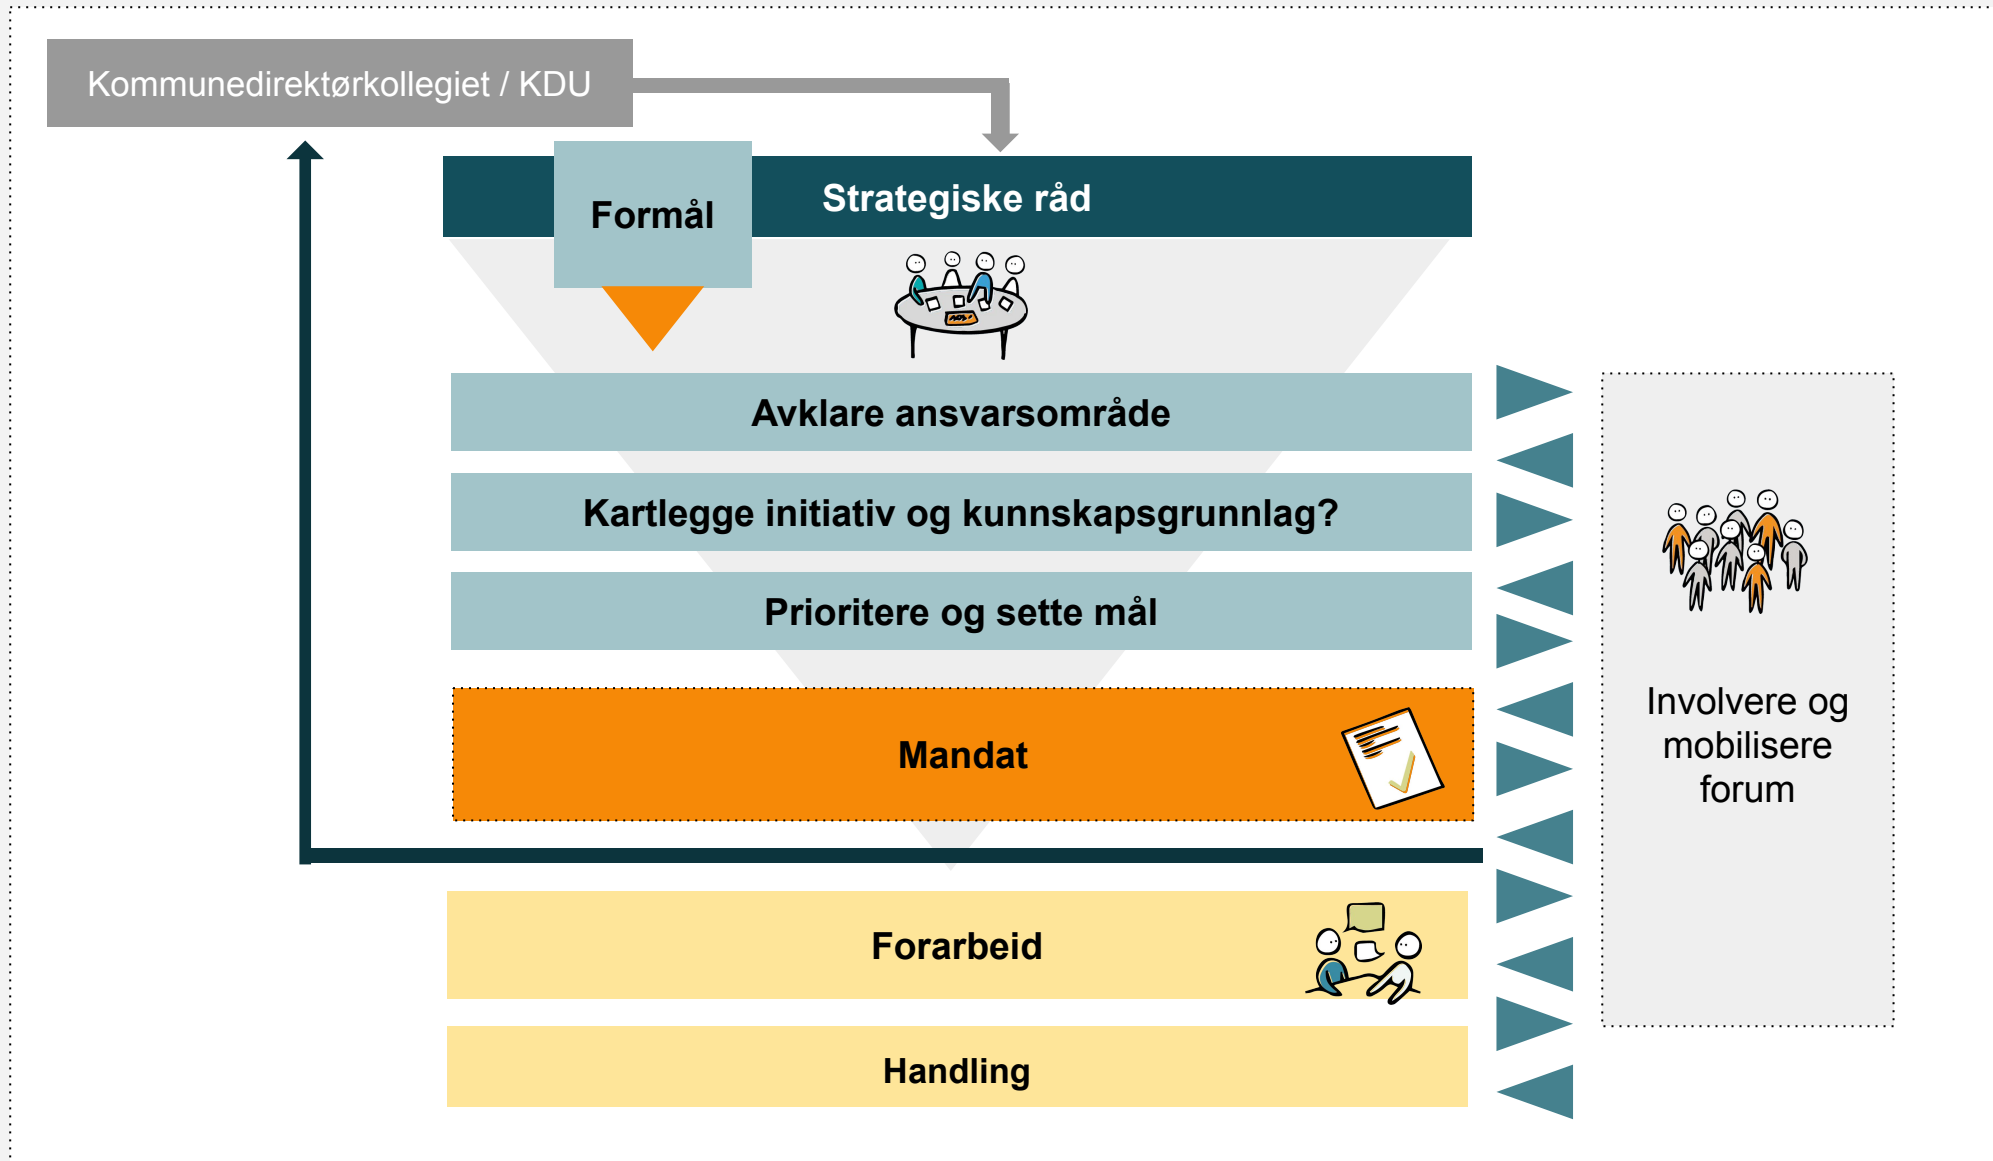 Kommunedirektørkollegiet / KDU
Formål
Strategiske råd
Avklare ansvarsområde
Kartlegge initiativ og kunnskapsgrunnlag?
Prioritere og sette mål
Mandat
Involvere og
mobilisere
forum
Forarbeid
Handling